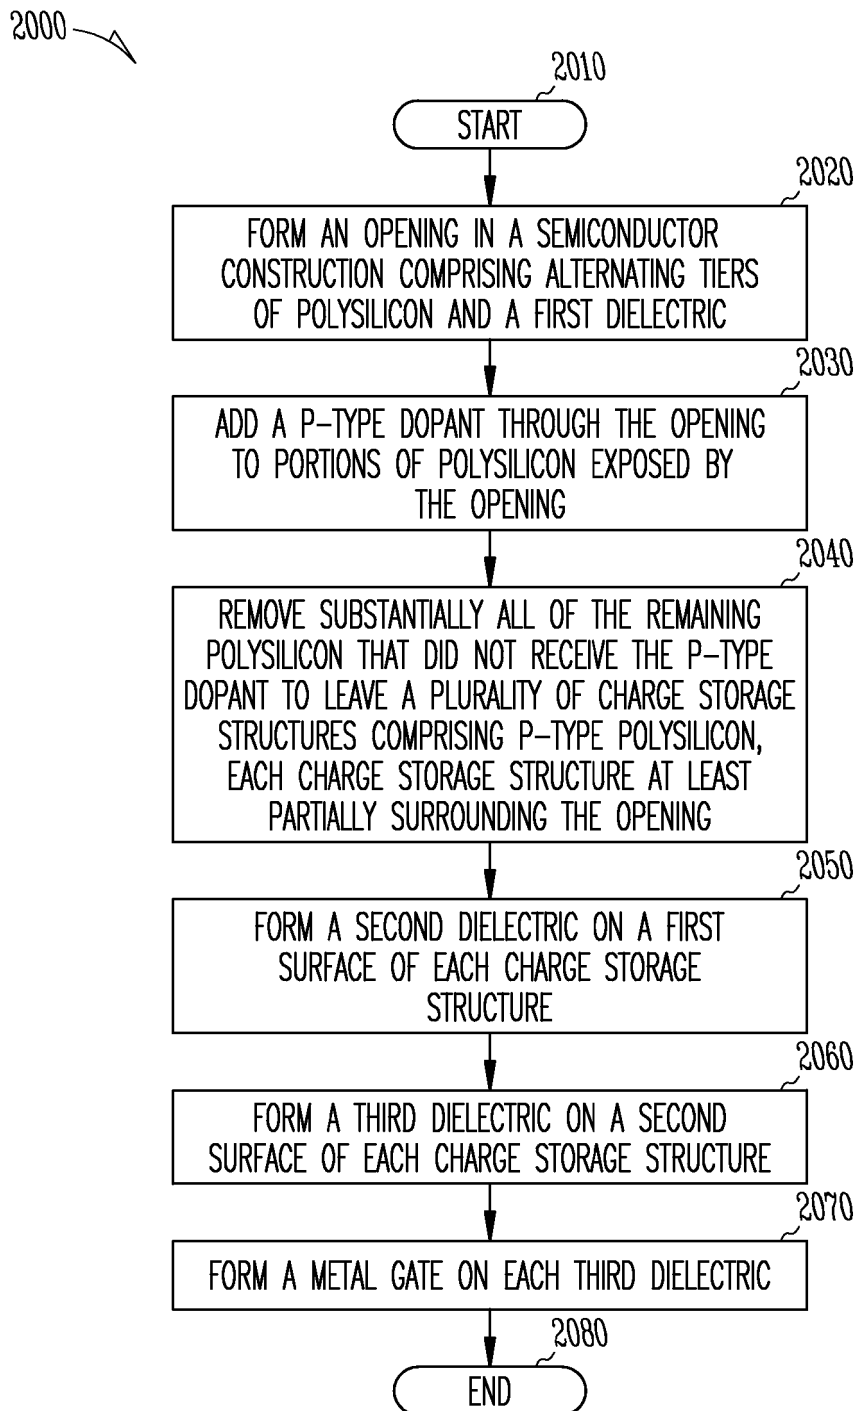 2000
2010
START
2020
FORM AN OPENING IN A SEMICONDUCTOR
CONSTRUCTION COMPRISING ALTERNATING TIERS
OF POLYSILICON AND A FIRST DIELECTRIC
2030
ADD A P-TYPE DOPANT THROUGH THE OPENING
TO PORTIONS OF POLYSILICON EXPOSED BY
THE OPENING
2040
REMOVE SUBSTANTIALLY ALL OF THE REMAINING
POLYSILICON THAT DID NOT RECEIVE THE P-TYPE
DOPANT TO LEAVE A PLURALITY OF CHARGE STORAGE
STRUCTURES COMPRISING P-TYPE POLYSILICON,
EACH CHARGE STORAGE STRUCTURE AT LEAST
PARTIALLY SURROUNDING THE OPENING
2050
FORM A SECOND DIELECTRIC ON A FIRST
SURFACE OF EACH CHARGE STORAGE
STRUCTURE
2060
FORM A THIRD DIELECTRIC ON A SECOND
SURFACE OF EACH CHARGE STORAGE STRUCTURE
2070
FORM A METAL GATE ON EACH THIRD DIELECTRIC
2080
END